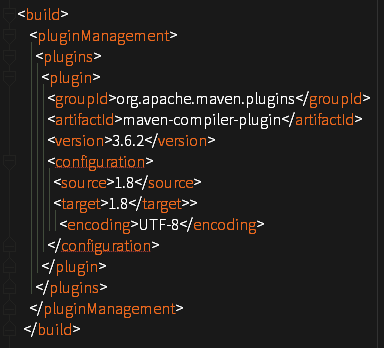 <build>
<pluginManagement>
<plugins>
<plugin>
<groupId>org.apache.maven.plugins</groupId>
<artifactId>maven-compiler-plugin</artifactId>
<version>3.6.2</version>
<configuration>
<source>1.8</source>
<target>1.8</target>>
<encoding>UTF-8</encoding>
</configuration>
</plugin>
</plugins>
</pluginManagement>
</build>